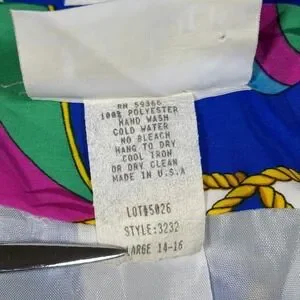 RN 59366
100% POLYESTER
HAND WASH
COLD WATER
NO BLEACH
HANG TO DRY
COOL IRON
OR DRY CLEAN
MADE IN U.S.A
LOT#5026
STYLE:3232
LARGE 14-16